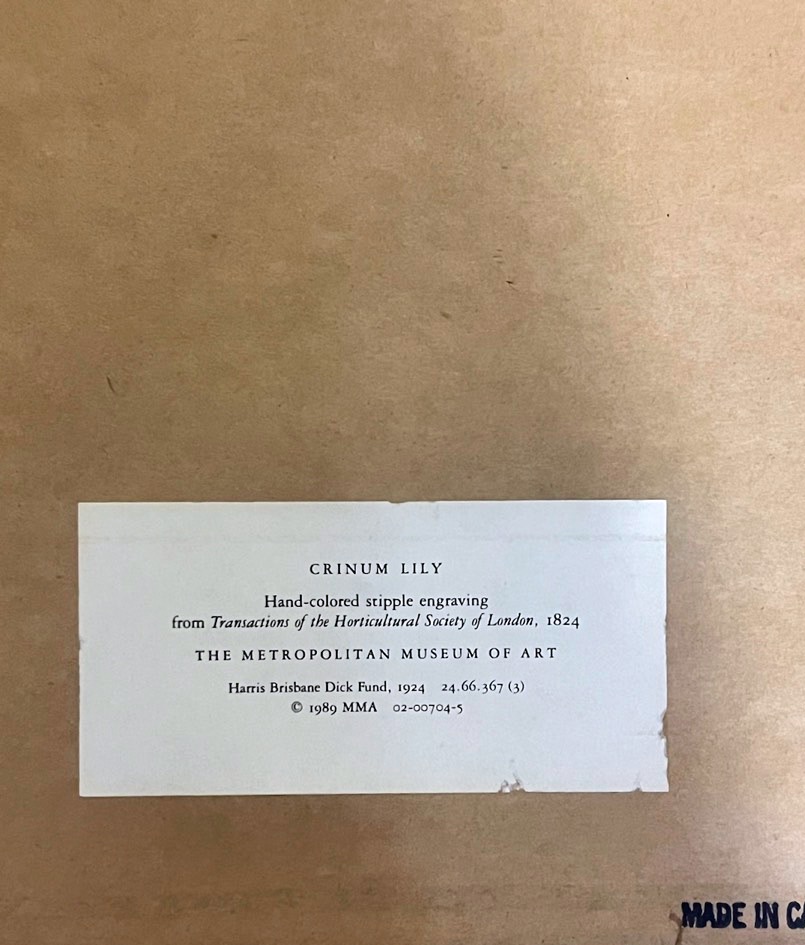 CRINUM LILY
Hand-colored stipple engraving
from Transactions of the Horticultural Society of London, 1824
THE METROPOLITAN MUSEUM OF ART
Harris Brisbane Dick Fund, 1924 24.66.367 (3)
© 1989 MMA 02-00704-5
MADE IN